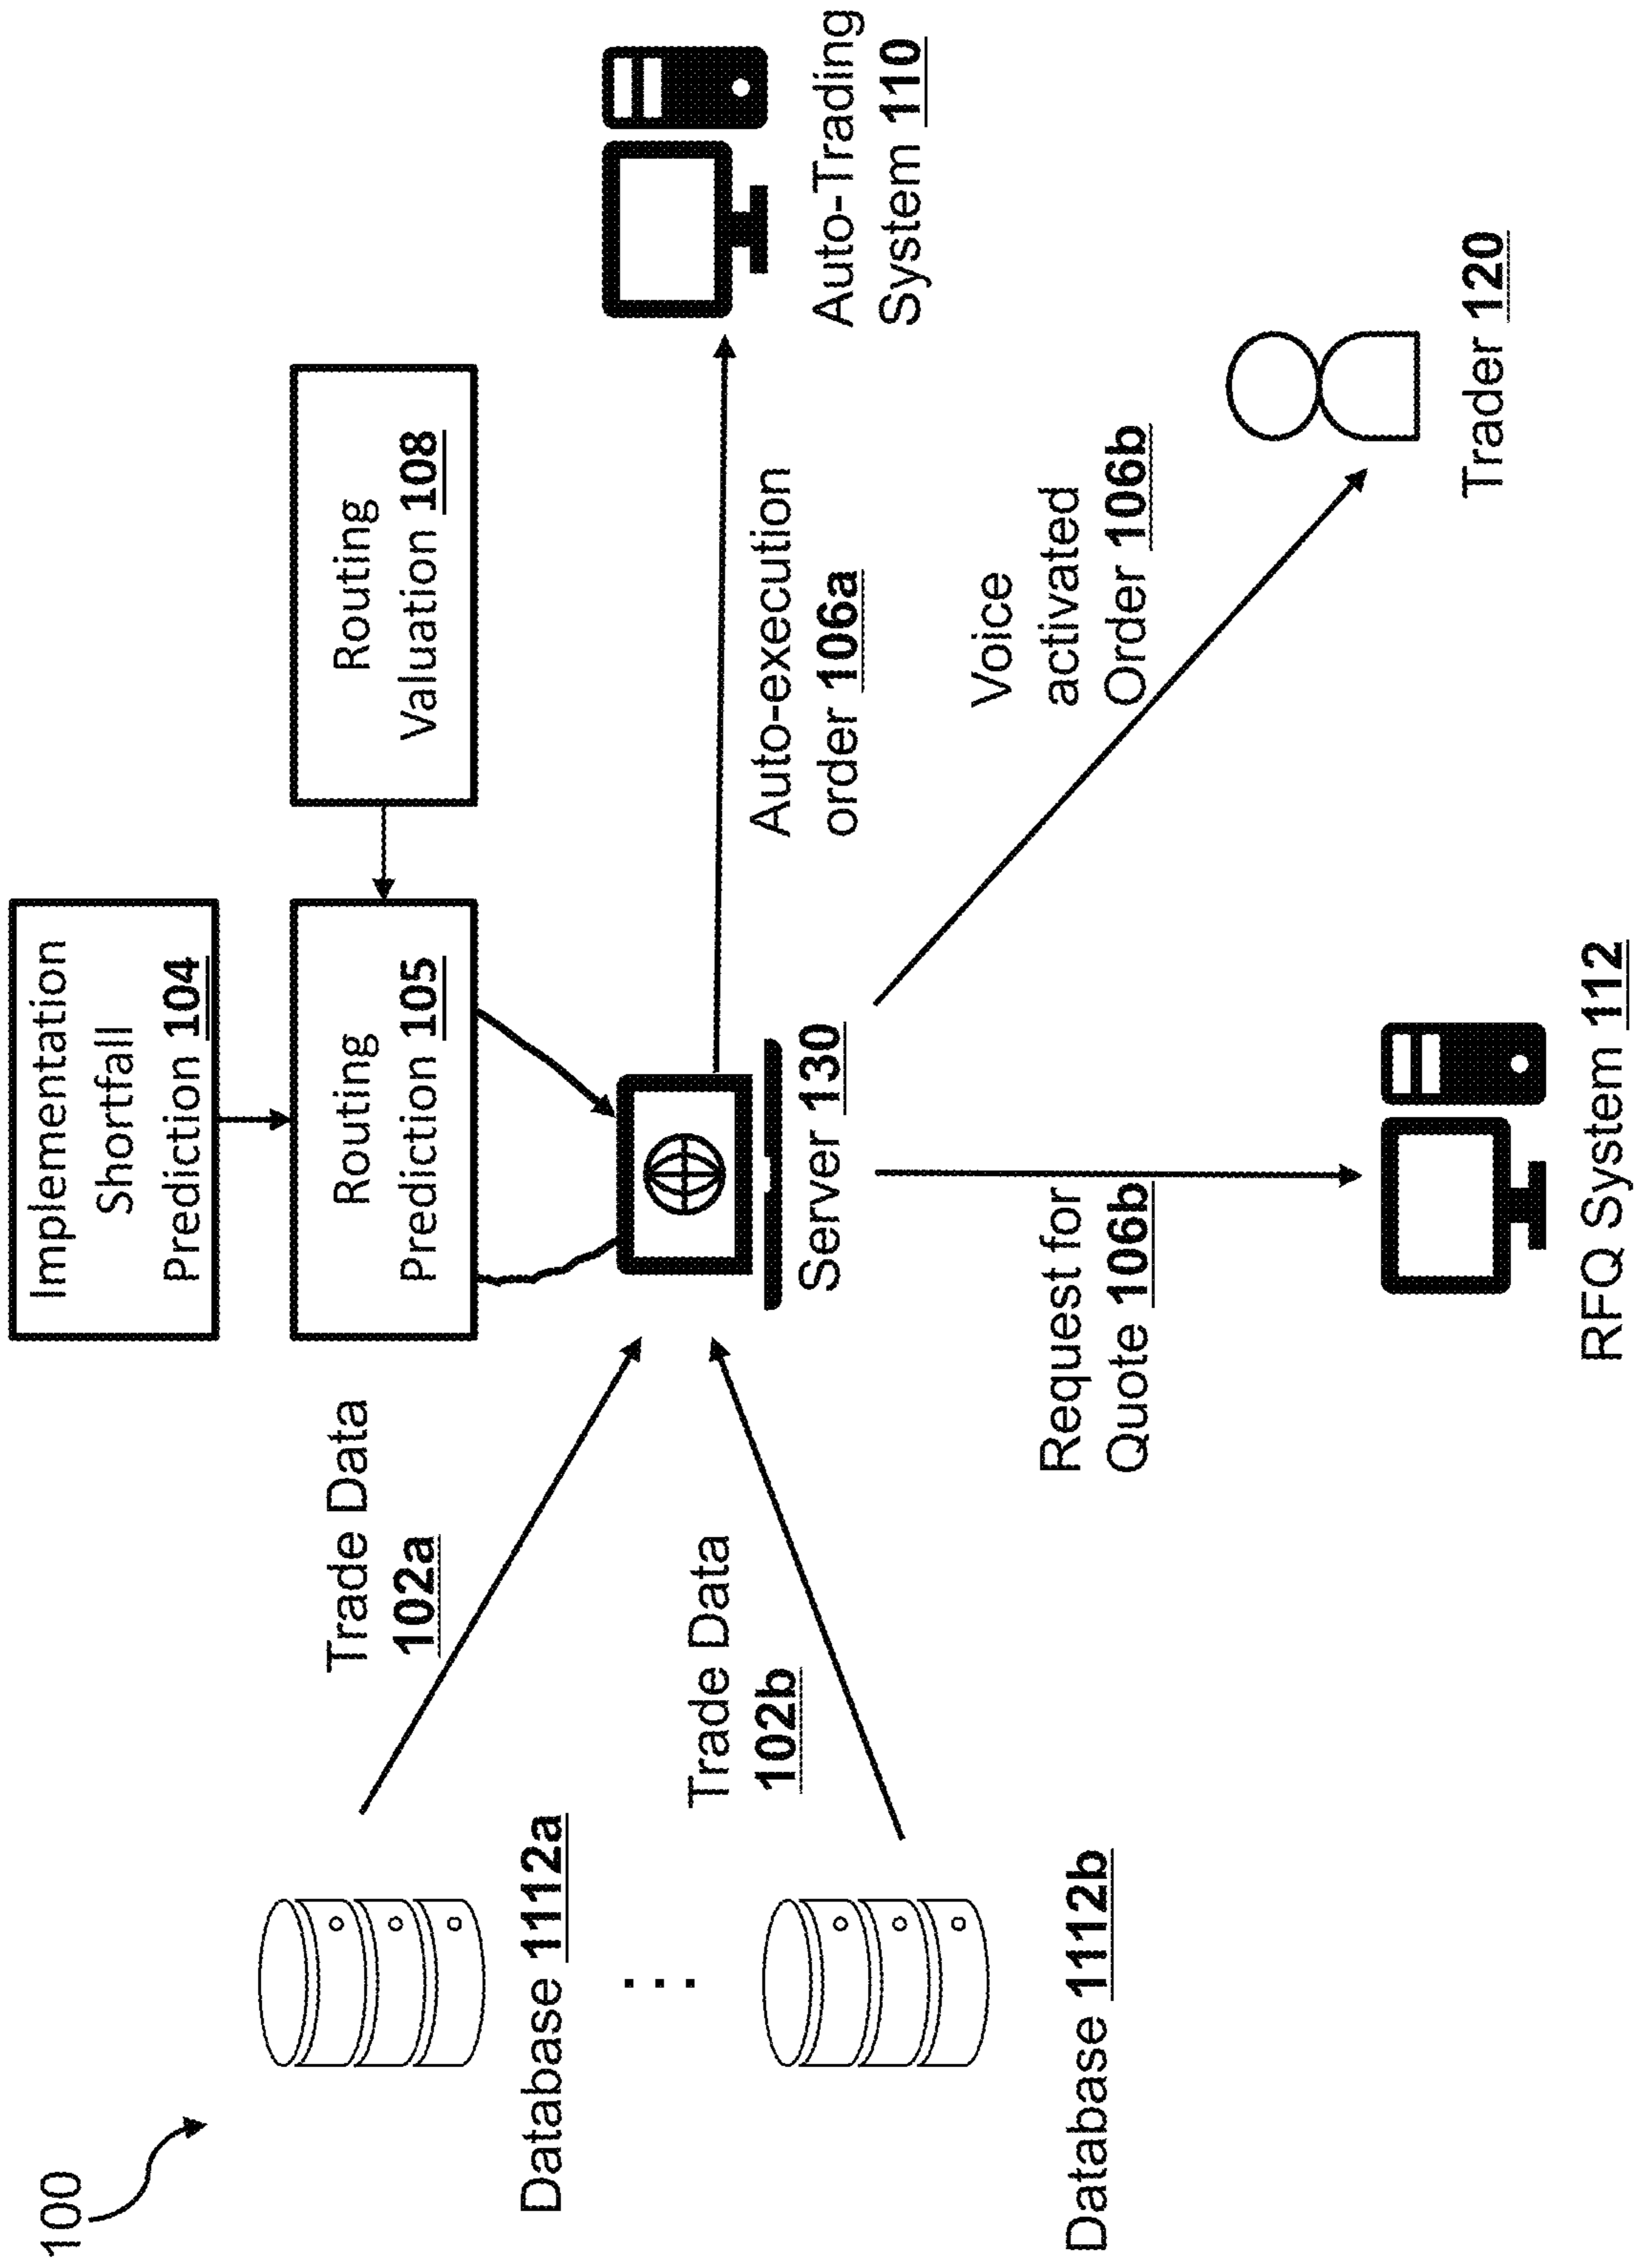 100
Implementation
Shortfall
Prediction 104
Routing
Prediction 105
Routing
Valuation 108
Trade Data
102a
Database 1112a
Trade Data
102b
Database 1112b
Server 130
Auto-execution
order 106a
Auto-Trading
System 110
Voice
activated
Order 106b
Trader 120
Request for
Quote 106b
RFQ System 112